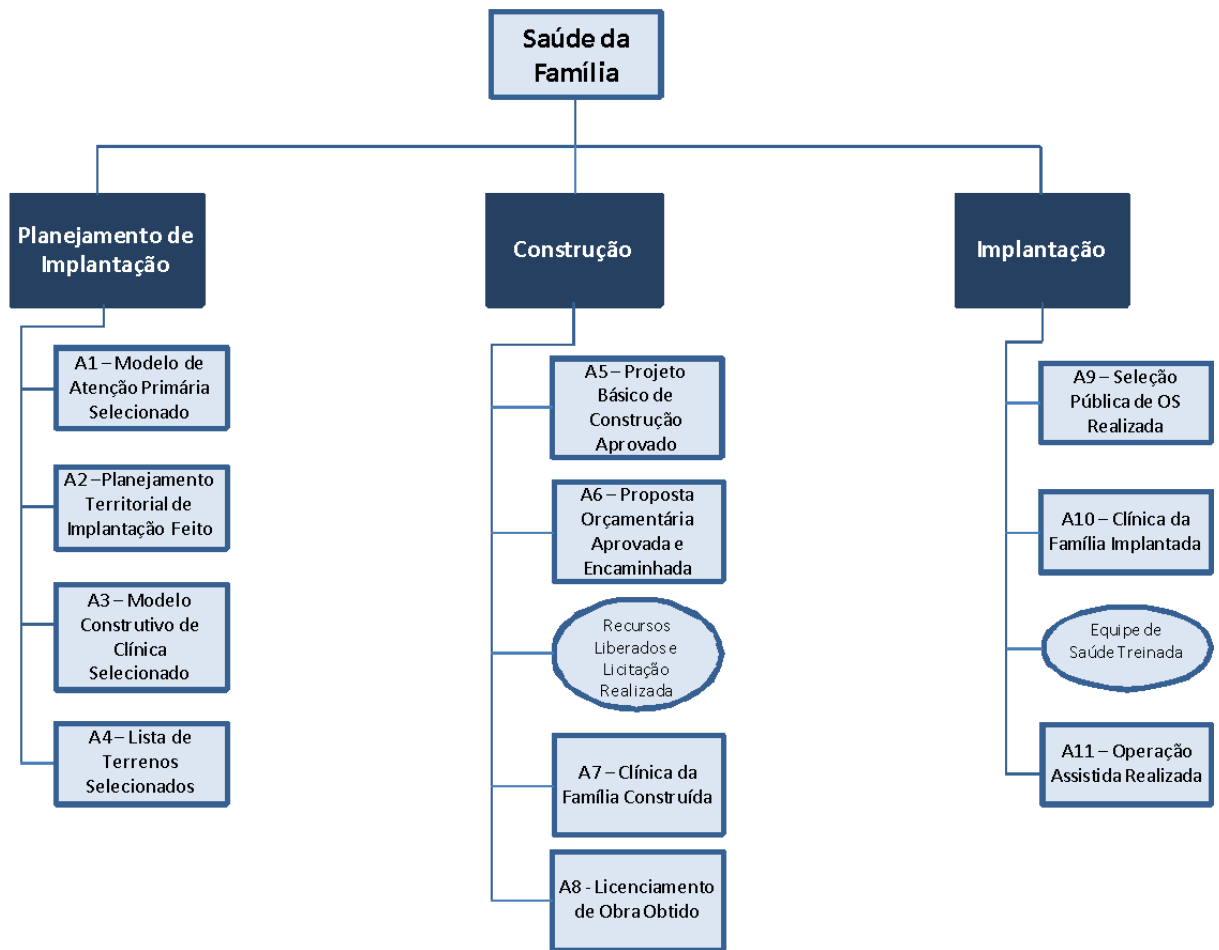 Saúde da
Família
Planejamento de
Implantação
A1 – Modelo de
Atenção Primária
Selecionado
A2 –Planejamento
Territorial de
Implantação Feito
A3 – Modelo
Construtivo de
Clínica
Selecionado
A4 – Lista de
Terrenos
Selecionados
Construção
A5 – Projeto
Básico de
Construção
Aprovado
A6 – Proposta
Orçamentária
Aprovada e
Encaminhada
Recursos
Liberados e
Licitação
Realizada
A7 – Clínica da
Família Construída
A8 - Licenciamento
de Obra Obtido
Implantação
A9 – Seleção
Pública de OS
Realizada
A10 – Clínica da
Família Implantada
Equipe de
Saúde Treinada
A11 – Operação
Assistida Realizada